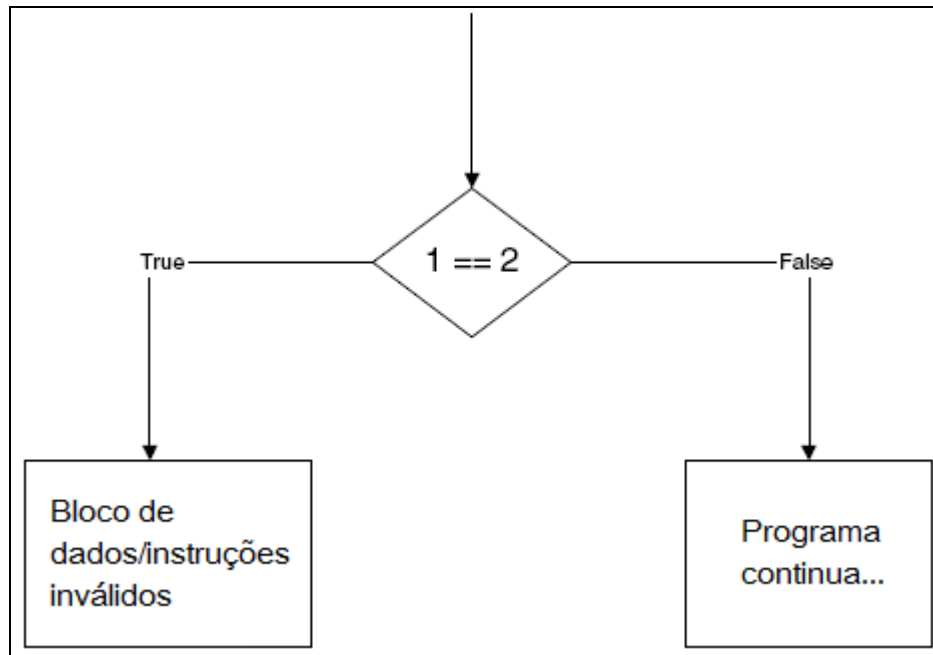 1 == 2
True
False
Bloco de
dados/instruções
inválidos
Programa
continua...